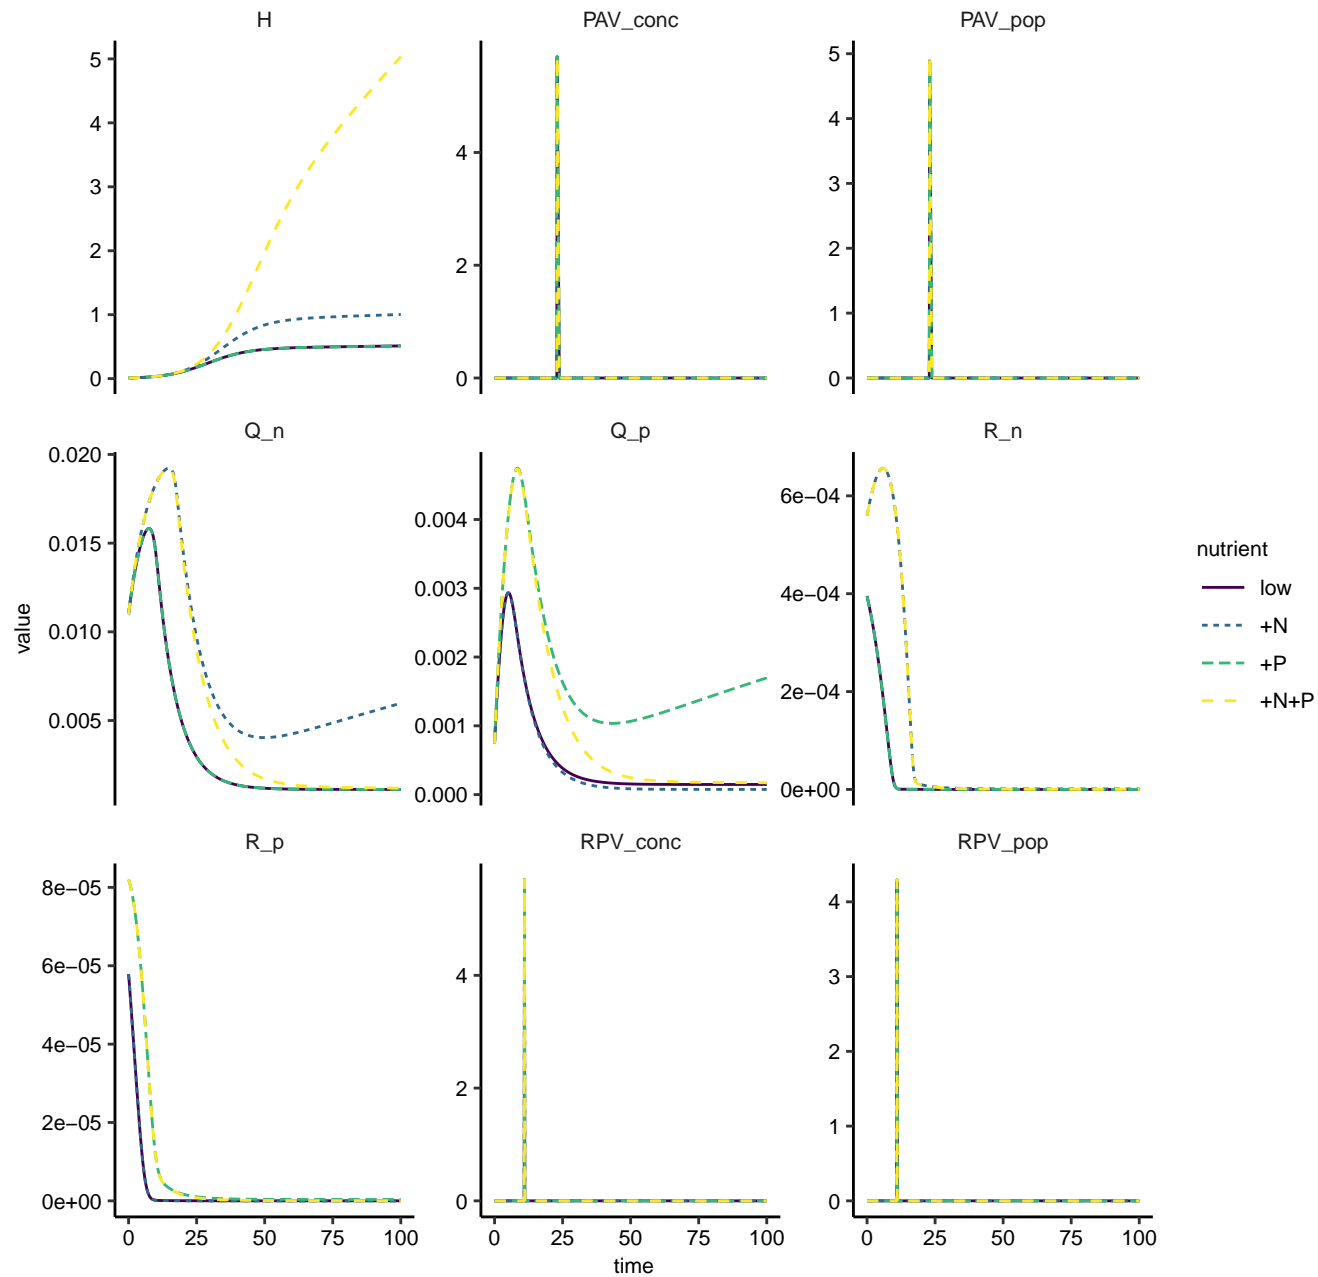 H
PAV_conc
PAV_pop
5
4
3
2
1
0
4
2
0
5
4
3
2
1
0
Q_n
Q_p
R_n
0.020
0.015
0.010
0.005
0.004
0.003
0.002
0.001
0.000
6e−04
4e−04
2e−04
0e+00
R_p
RPV_conc
RPV_pop
8e−05
6e−05
4e−05
2e−05
0e+00
4
2
0
4
3
2
1
0
0 25 50 75 100
0 25 50 75 100
0 25 50 75 100
time
value
nutrient
low
+N
+P
+N+P